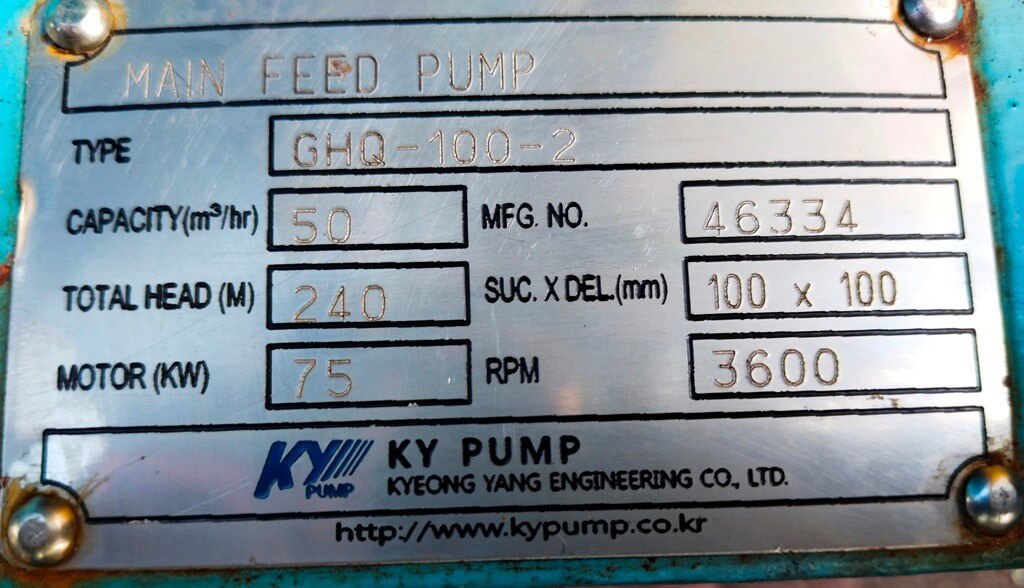 MAIN FEED PUMP
TYPE GHQ-100-2
CAPACITY(m³/hr) 50 MFG. NO. 46334
TOTAL HEAD (M) 240 SUC. X DEL.(mm) 100 x 100
MOTOR (KW) 75 RPM 3600
KY PUMP KY PUMP
KYEONG YANG ENGINEERING CO., LTD.
http://www.kypump.co.kr